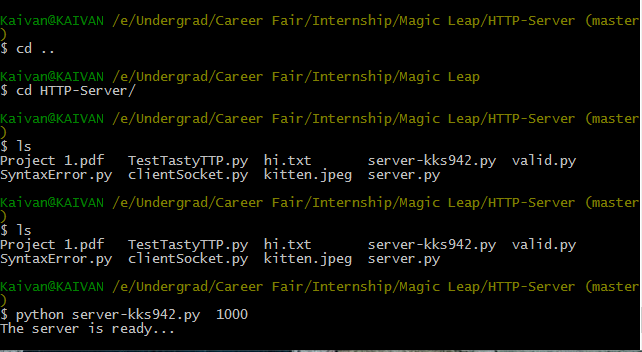 Kaivan@KAIVAN /e/Undergrad/Career Fair/Internship/Magic Leap/HTTP-Server (master
)
$ cd ..
Kaivan@KAIVAN /e/Undergrad/Career Fair/Internship/Magic Leap
$ cd HTTP-Server/
Kaivan@KAIVAN /e/Undergrad/Career Fair/Internship/Magic Leap/HTTP-Server (master
)
$ ls
Project 1.pdf   TestTastyTTP.py  hi.txt       server-kks942.py  valid.py
SyntaxError.py  clientSocket.py  kitten.jpeg  server.py
Kaivan@KAIVAN /e/Undergrad/Career Fair/Internship/Magic Leap/HTTP-Server (master
)
$ ls
Project 1.pdf   TestTastyTTP.py  hi.txt       server-kks942.py  valid.py
SyntaxError.py  clientSocket.py  kitten.jpeg  server.py
Kaivan@KAIVAN /e/Undergrad/Career Fair/Internship/Magic Leap/HTTP-Server (master
)
$ python server-kks942.py  1000
The server is ready...